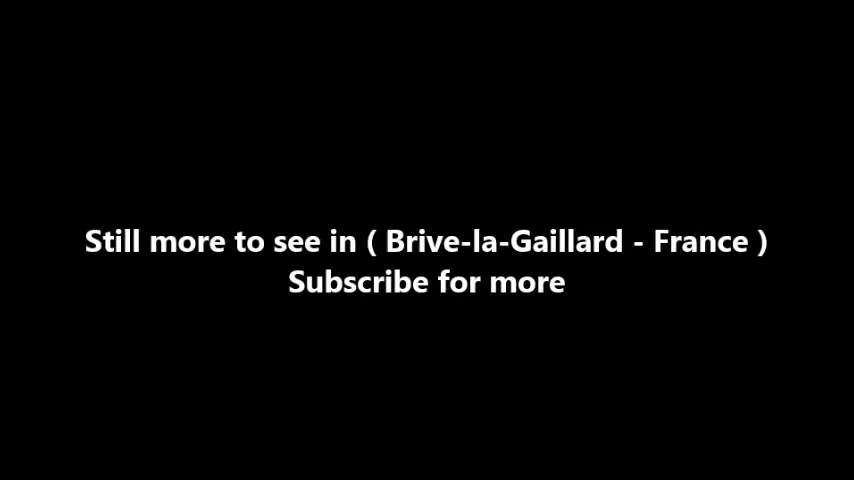 Still more to see in ( Brive-la-Gaillard - France )
Subscribe for more